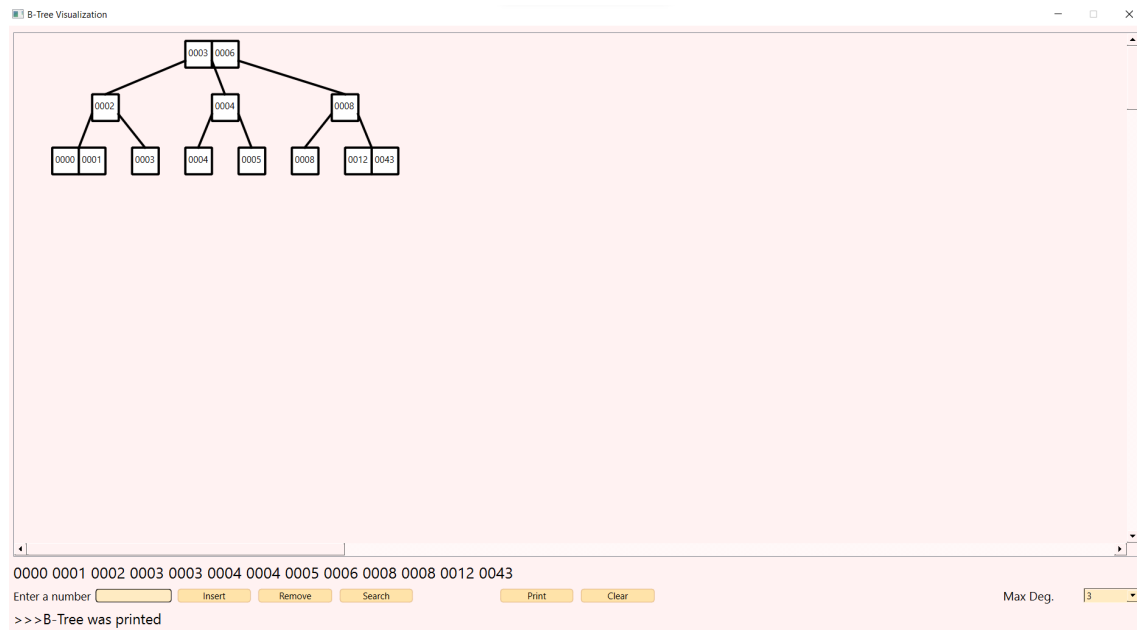 B-Tree Visualization
0003 0006
0002 0004 0008
0000 0001 0003 0004 0005 0008 0012 0043
0000 0001 0002 0003 0003 0004 0004 0005 0006 0008 0008 0012 0043
Enter a number Insert Remove Search Print Clear Max Deg. 3
>>>B-Tree was printed